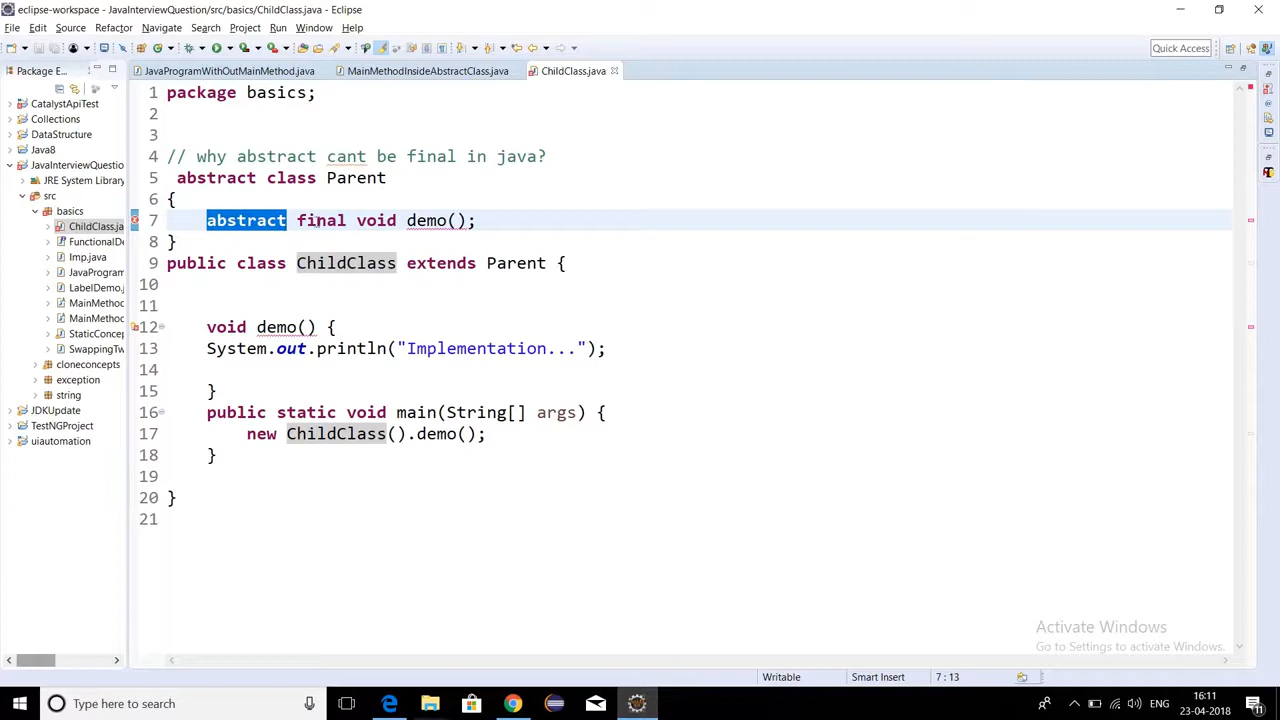 eclipse-workspace - JavaInterviewQuestion/src/basics/ChildClass.java - Eclipse
File Edit Source Refactor Navigate Search Project Run Window Help
Quick Access
Package E...
JavaProgramWithOutMainMethod.java MainMethodInsideAbstractClass.java ChildClass.java
CatalystApiTest
Collections
DataStructure
Java8
JavaInterviewQuestio
JRE System Library
src
basics
ChildClass.ja
FunctionalDe
Imp.java
JavaProgram
LabelDemo.j
MainMethoc
MainMethoc
StaticConcep
SwappingTw
cloneconcepts
exception
string
JDKUpdate
TestNGProject
uiautomation
1 package basics;
2
3
4 // why abstract cant be final in java?
5 abstract class Parent
6 {
7 abstract final void demo();
8 }
9 public class ChildClass extends Parent {
10
11
12 void demo() {
13 System.out.println("Implementation...");
14
15 }
16 public static void main(String[] args) {
17 new ChildClass().demo();
18 }
19
20 }
21
Activate Windows
Go to Settings to activate Windows.
Writable Smart Insert 7 : 13
Type here to search
ENG
16:11
23-04-2018
11